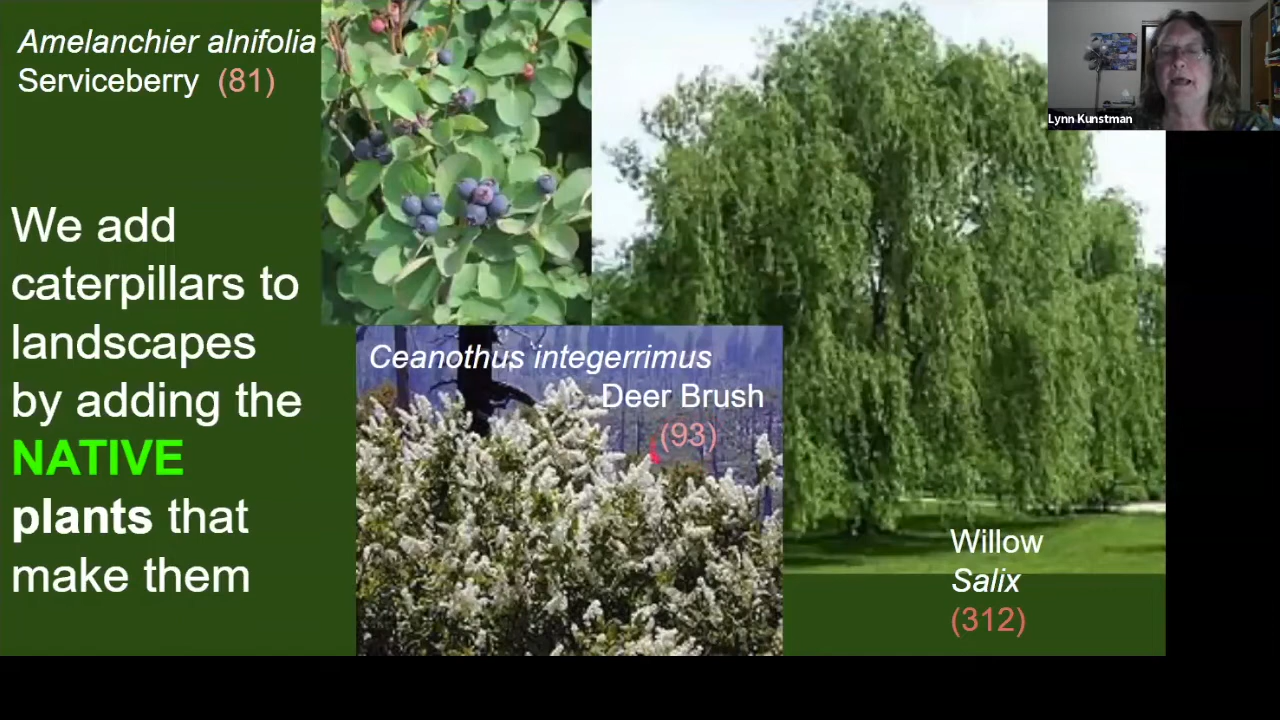 Amelanchier alnifolia
Serviceberry (81)
We add
caterpillars to
landscapes
by adding the
NATIVE
plants that
make them
Ceanothus integerrimus
Deer Brush
(93)
Willow
Salix
(312)
Lynn Kunstman